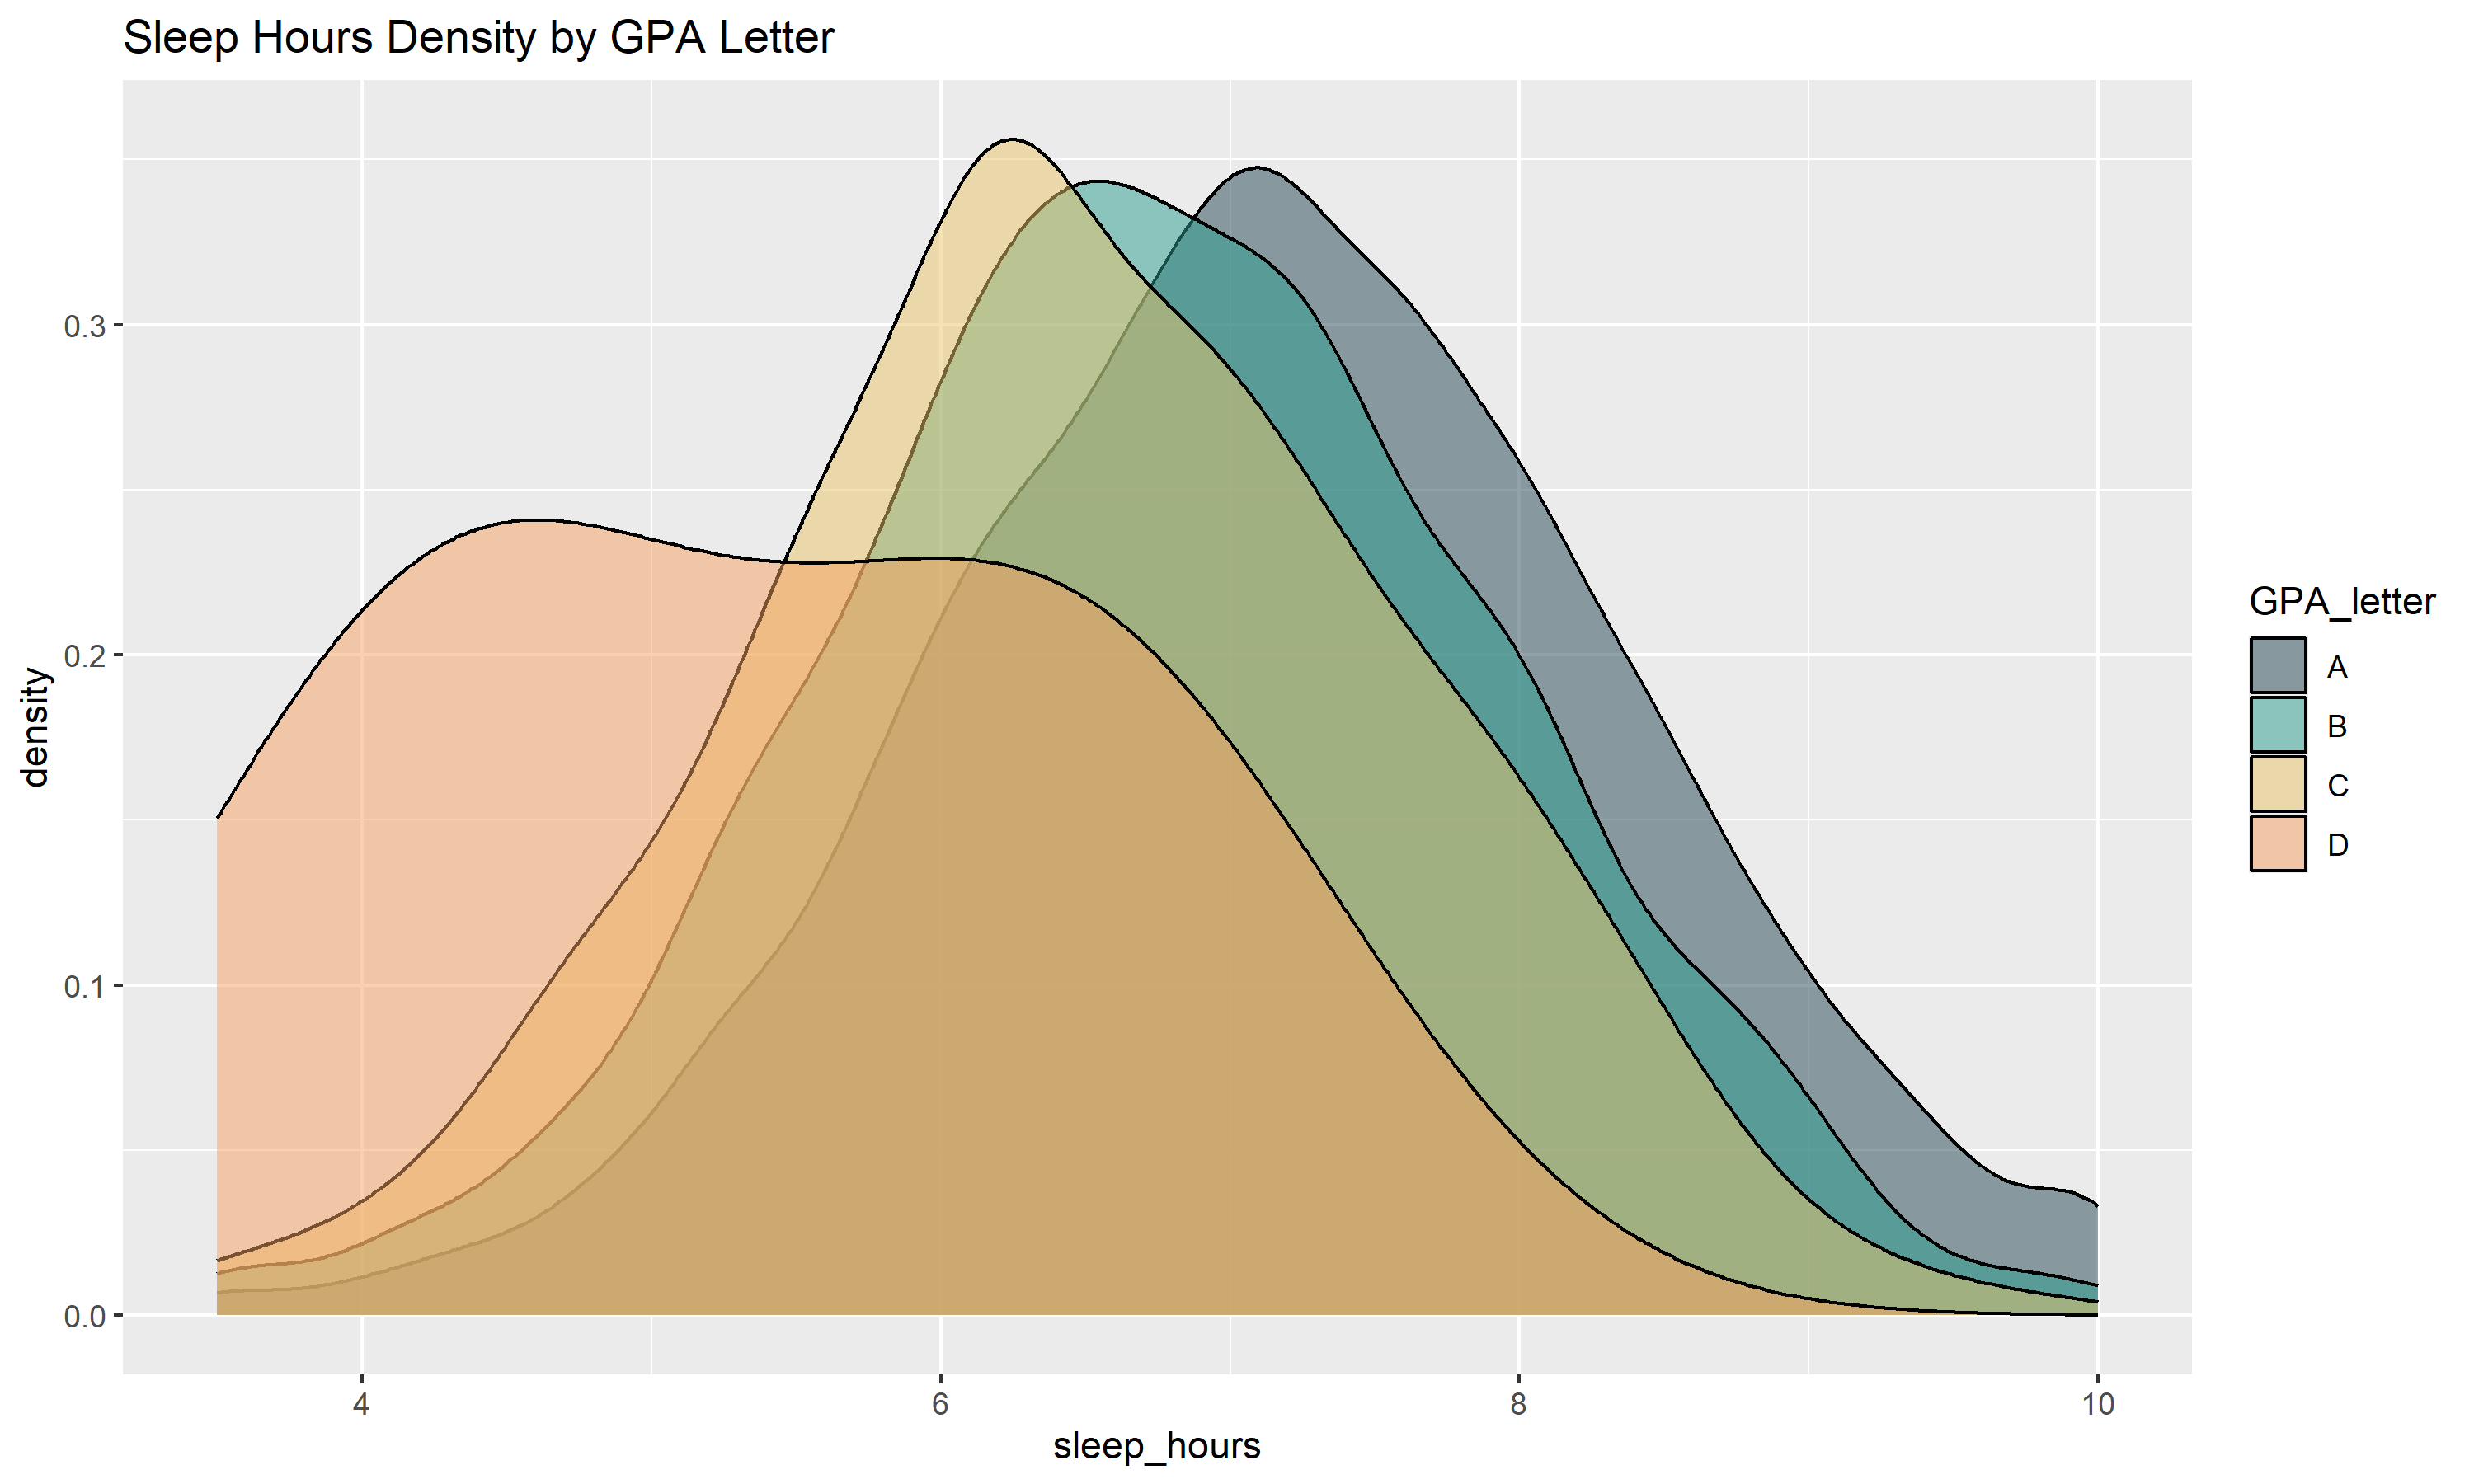 Sleep Hours Density by GPA Letter
density
0.3
0.2
0.1
0.0
4
6
8
10
sleep_hours
GPA_letter
A
B
C
D